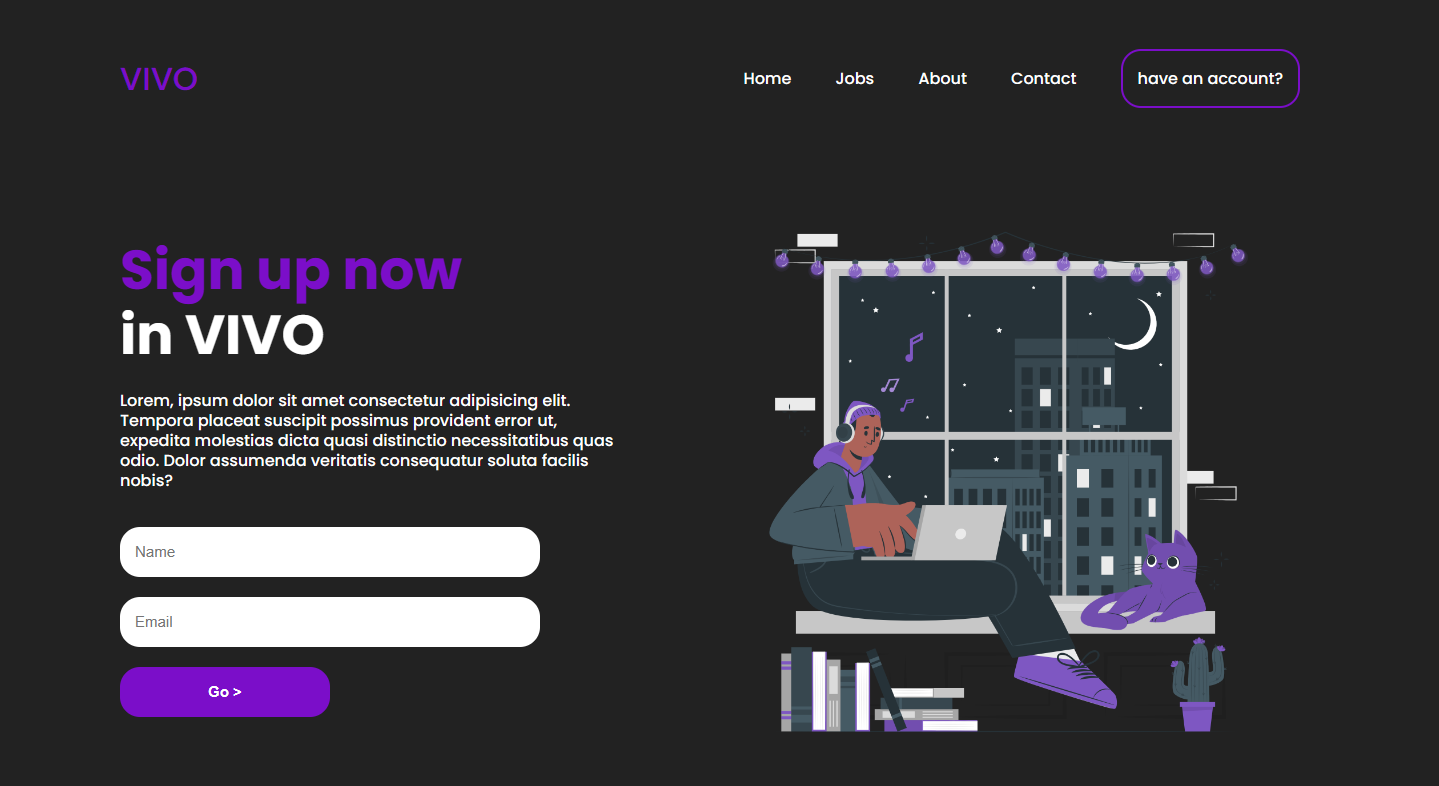 VIVO
Home Jobs About Contact have an account?
Sign up now
in VIVO
Lorem, ipsum dolor sit amet consectetur adipisicing elit.
Tempora placeat suscipit possimus provident error ut,
expedita molestias dicta quasi distinctio necessitatibus quas
odio. Dolor assumenda veritatis consequatur soluta facilis
nobis?
Name
Email
Go >